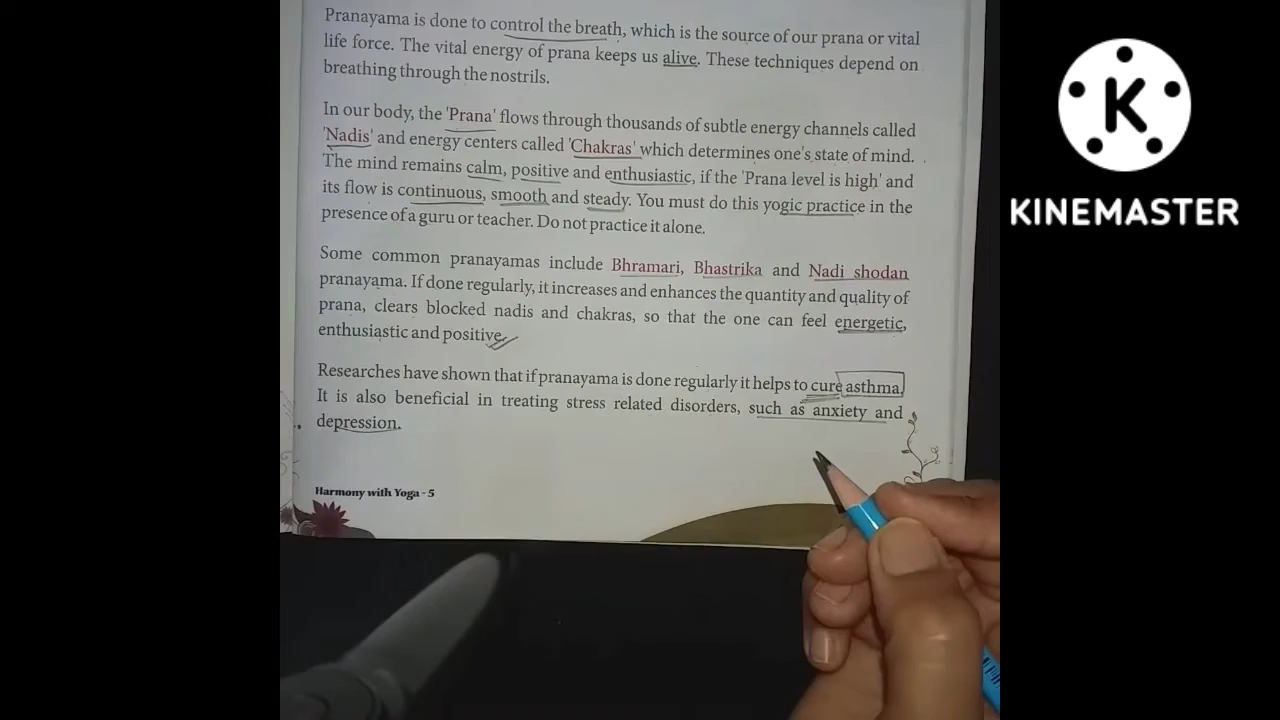 Pranayama is done to control the breath, which is the source of our prana or vital
life force. The vital energy of prana keeps us alive. These techniques depend on
breathing through the nostrils.
In our body, the 'Prana' flows through thousands of subtle energy channels called
'Nadis' and energy centers called 'Chakras' which determines one's state of mind.
The mind remains calm, positive and enthusiastic, if the 'Prana level is high' and
its flow is continuous, smooth and steady. You must do this yogic practice in the
presence of a guru or teacher. Do not practice it alone.
Some common pranayamas include Bhramari, Bhastrika and Nadi shodan
pranayama. If done regularly, it increases and enhances the quantity and quality of
prana, clears blocked nadis and chakras, so that the one can feel energetic,
enthusiastic and positive.
Researches have shown that if pranayama is done regularly it helps to cure asthma.
It is also beneficial in treating stress related disorders, such as anxiety and
depression.
Harmony with Yoga - 5
K
KINEMASTER